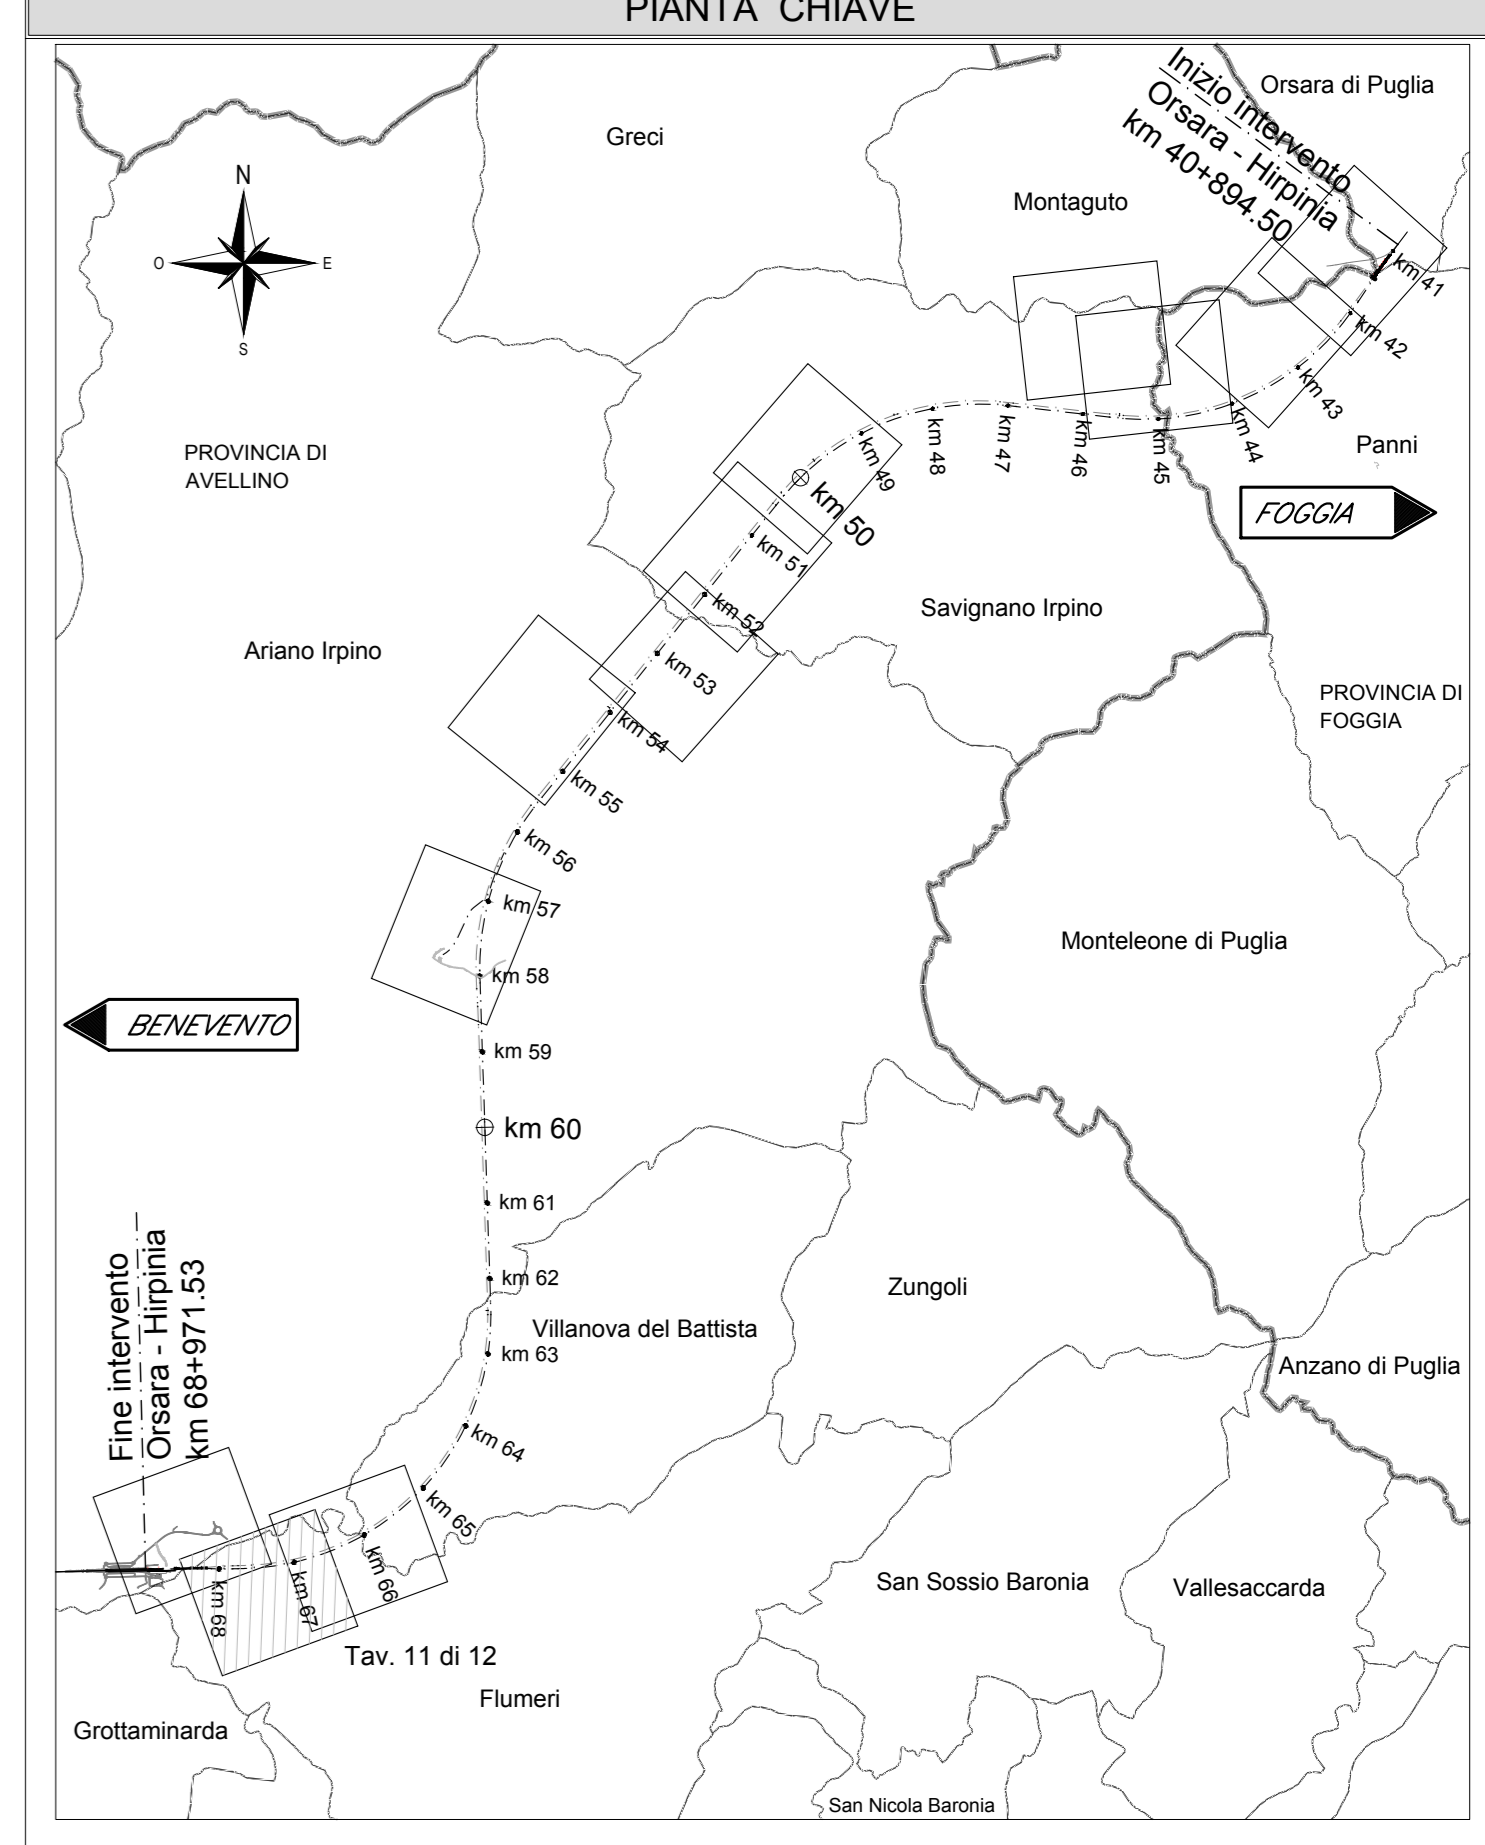 PIANTA CHIAVE
Inizio intervento
Orsara - Hirpinia
km 40+894.50
Orsara di Puglia
Greci
Montaguto
N
O
E
S
km 41
km 42
km 43
km 44
km 45
km 46
km 47
km 48
km 49
km 50
Panni
FOGGIA
PROVINCIA DI
AVELLINO
km 51
km 52
km 53
km 54
km 55
km 56
km 57
km 58
km 59
km 60
km 61
km 62
km 63
km 64
km 65
km 66
km 67
km 68
Savignano Irpino
Ariano Irpino
PROVINCIA DI
FOGGIA
Monteleone di Puglia
BENEVENTO
Fine intervento
Orsara - Hirpinia
km 68+971.53
Zungoli
Villanova del Battista
Anzano di Puglia
San Sossio Baronia
Vallesaccarda
Tav. 11 di 12
Flumeri
Grottaminarda
San Nicola Baronia